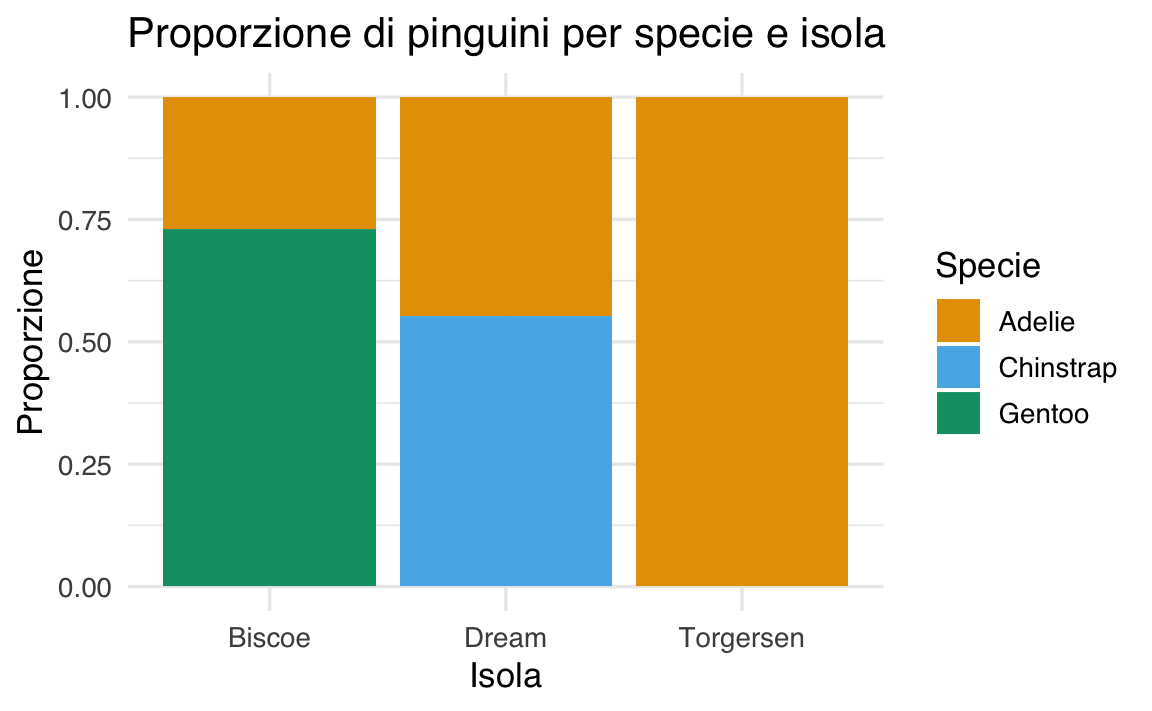 Proporzione di pinguini per specie e isola
1.00
0.75
0.50
0.25
0.00
Proporzione
Biscoe
Dream
Torgersen
Isola
Specie
Adelie
Chinstrap
Gentoo